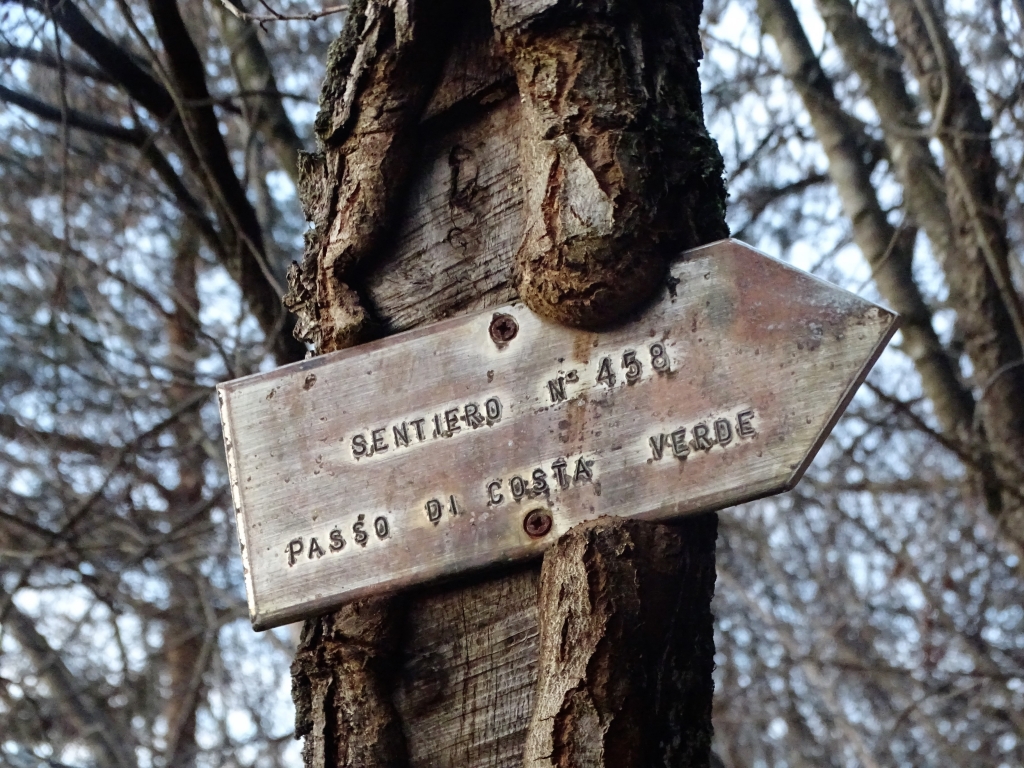 SENTIERO N° 458
PASSO DI COSTA VERDE